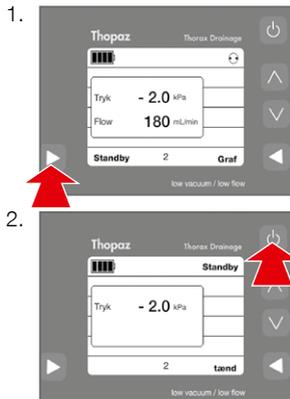 1.
Thopaz Thorax Drainage
Tryk - 2.0 kPa
Flow 180 mL/min
Standby 2 Graf
low vacuum / low flow
2.
Thopaz Thorax Drainage
Standby
Tryk - 2.0 kPa
2 tænd
low vacuum / low flow